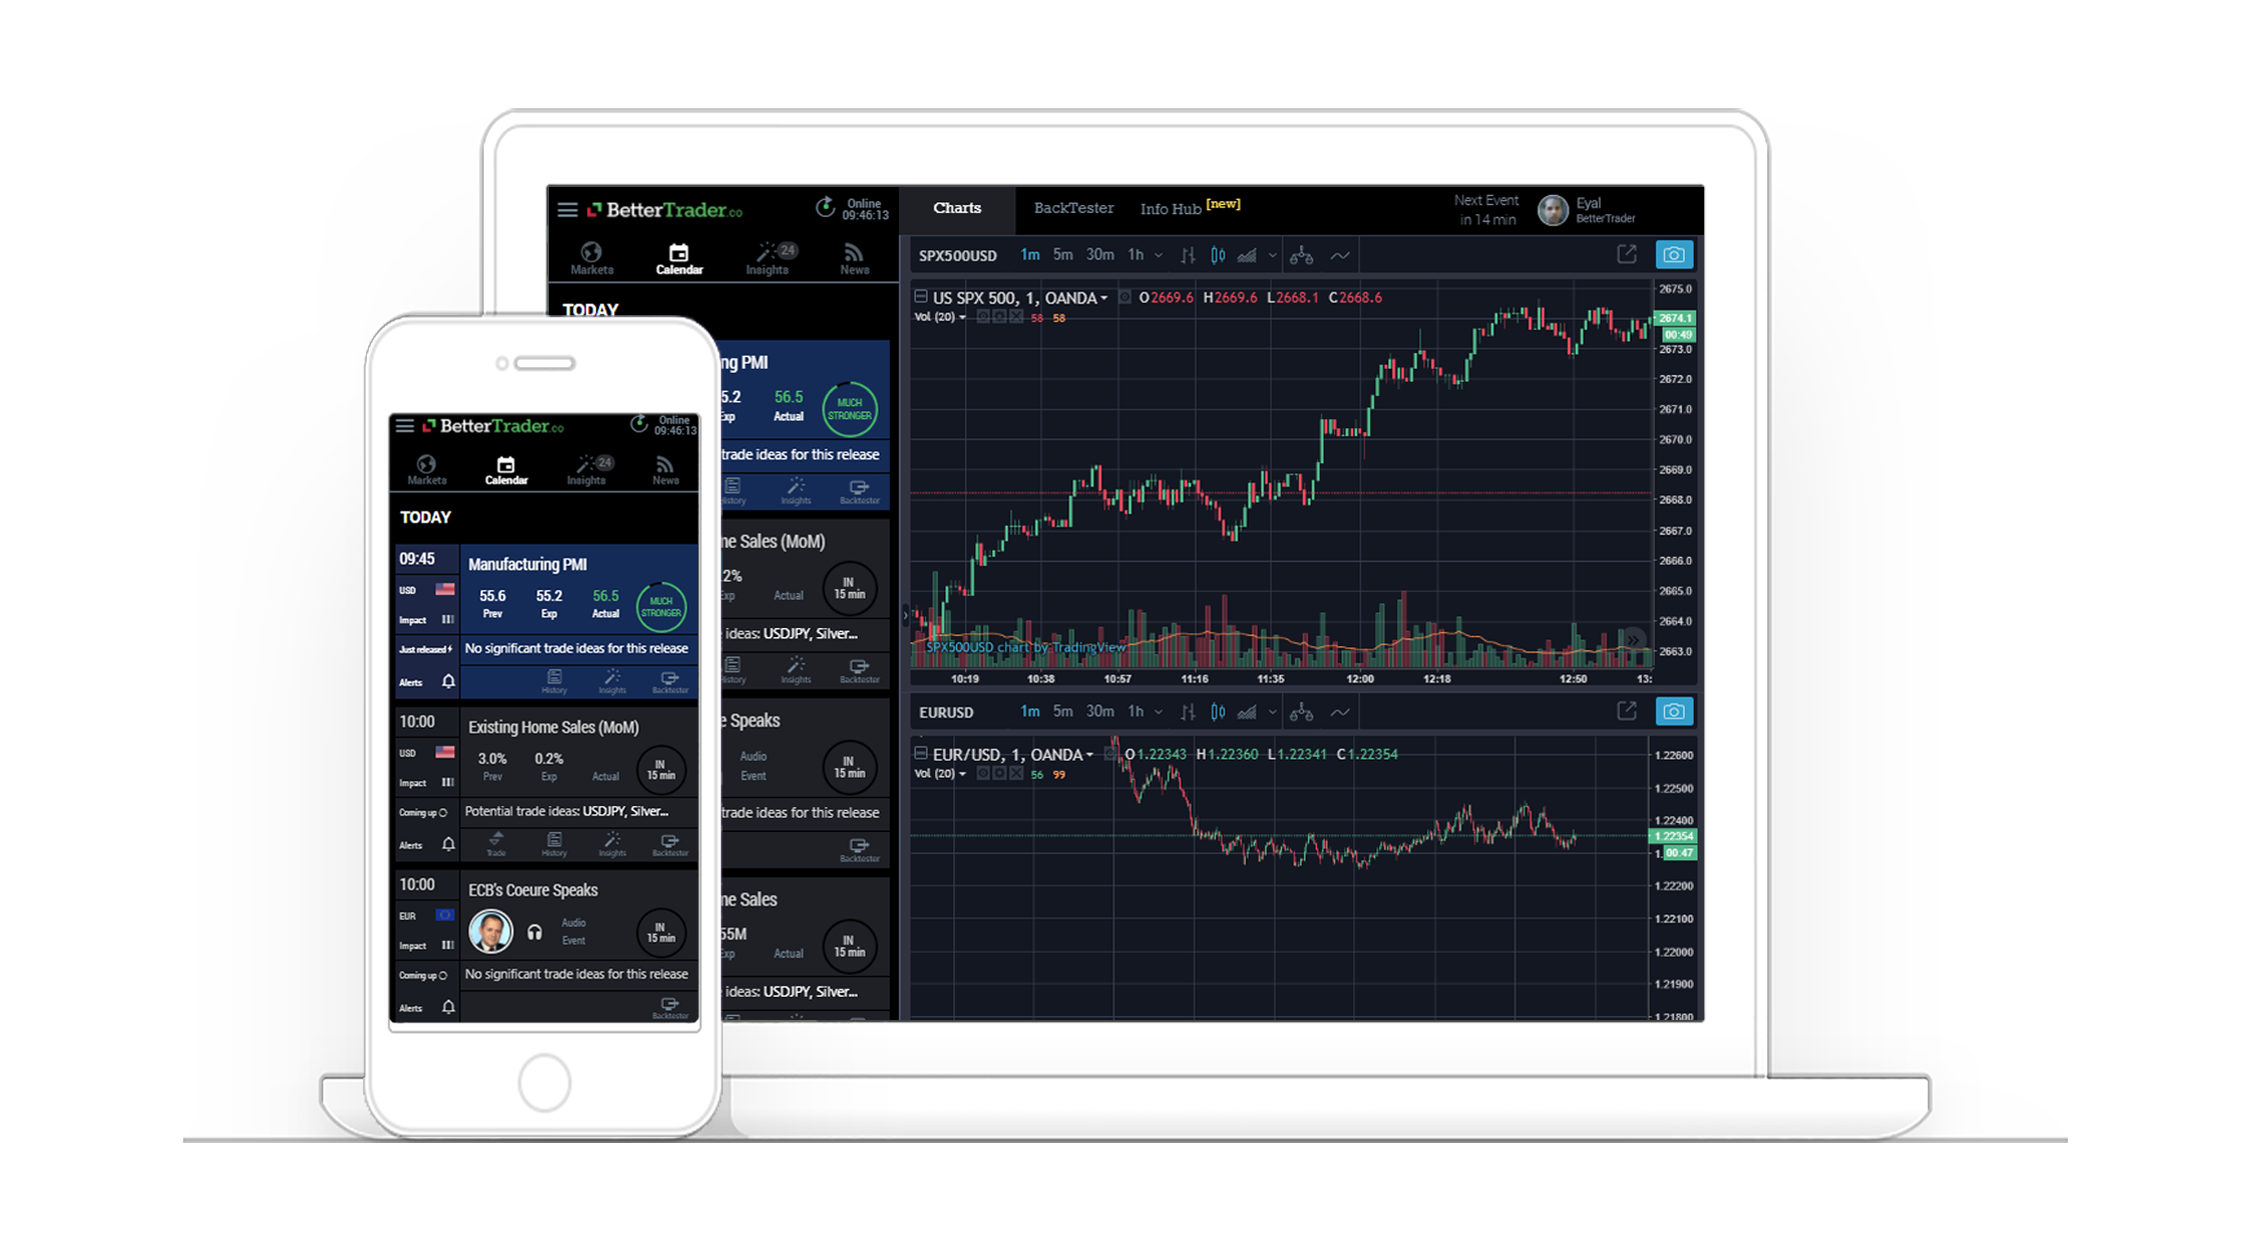 BetterTrader.co
Online
09:46:13
Markets
Calendar
Insights
24
News
TODAY
ng PMI
5.2
56.5
Exp
Actual
MUCH
STRONGER
trade ideas for this release
History
Insights
Backtester
me Sales (MoM)
.2%
Exp
Actual
IN
15 min
ideas: USDJPY, Silver...
History
Insights
Backtester
e Speaks
Audio
Event
IN
15 min
trade ideas for this release
Backtester
me Sales
55M
Exp
Actual
IN
15 min
ideas: USDJPY, Silver...
Charts
BackTester
Info Hub [new]
Next Event
in 14 min
Eyal
BetterTrader
SPX500USD 1m 5m 30m 1h
US SPX 500, 1, OANDA O2669.6 H2669.6 L2668.1 C2668.6
Vol (20) 58 58
2675.0
2674.1
00:49
2673.0
2672.0
2671.0
2670.0
2669.0
2668.0
2667.0
2666.0
2665.0
2664.0
2663.0
SPX500USD chart by TradingView
10:19 10:38 10:57 11:16 11:35 12:00 12:18 12:50 13:
EURUSD 1m 5m 30m 1h
EUR/USD, 1, OANDA O1.22343 H1.22360 L1.22341 C1.22354
Vol (20) 56 99
1.22600
1.22500
1.22400
1.22354
1. 00:47
1.22200
1.22100
1.22000
1.21900
1.21800
BetterTrader.co
Online
09:46:13
Markets
Calendar
Insights
24
News
TODAY
09:45
USD
Impact
Just released
Alerts
Manufacturing PMI
55.6 55.2 56.5
Prev Exp Actual
MUCH
STRONGER
No significant trade ideas for this release
History Insights Backtester
10:00
USD
Impact
Coming up
Alerts
Existing Home Sales (MoM)
3.0% 0.2%
Prev Exp Actual
IN
15 min
Potential trade ideas: USDJPY, Silver...
Trade History Insights Backtester
10:00
EUR
Impact
Coming up
Alerts
ECB's Coeure Speaks
Audio
Event
IN
15 min
No significant trade ideas for this release
Backtester